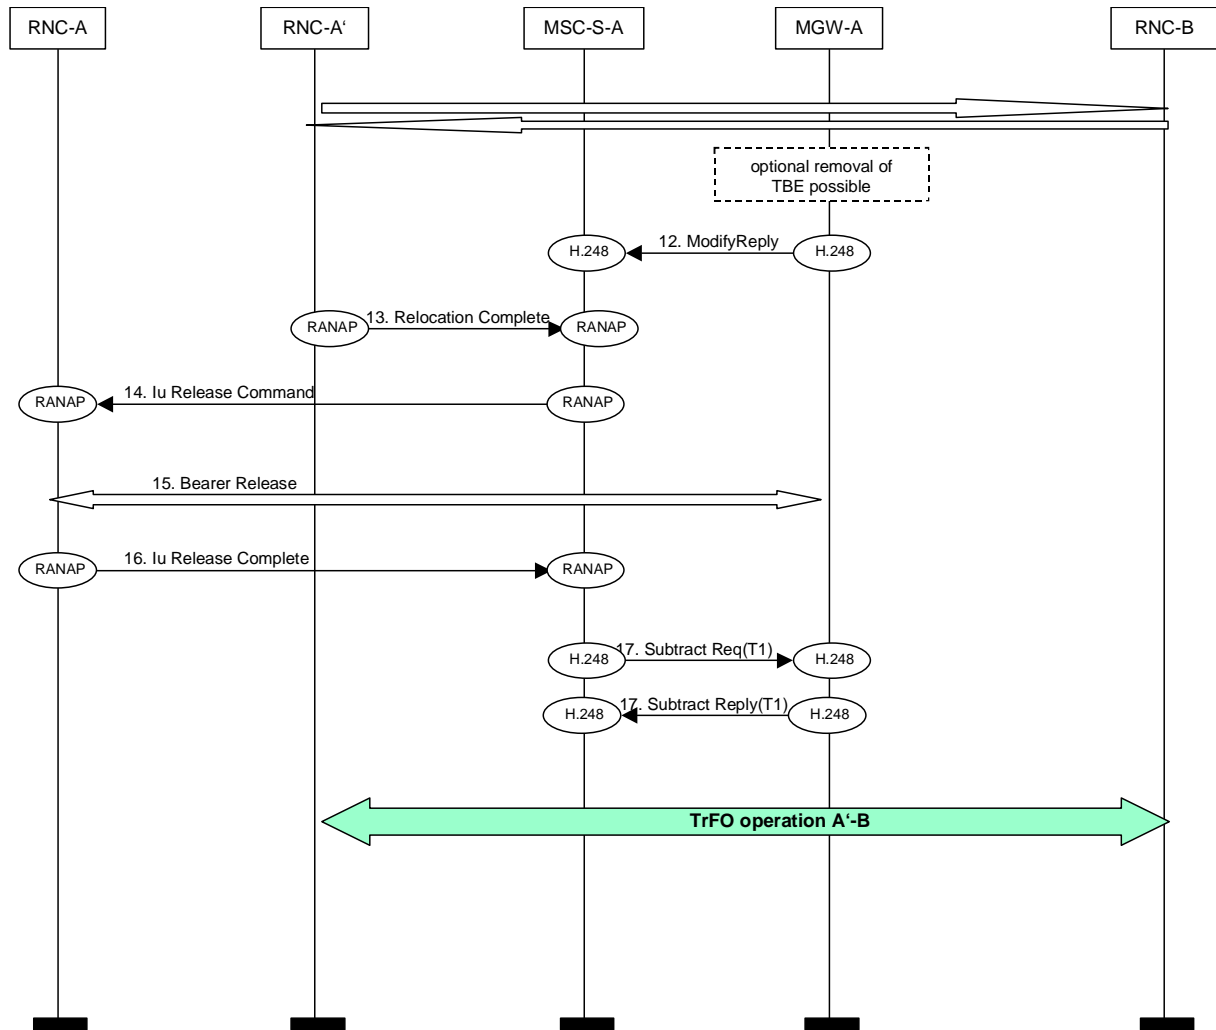 RNC-A
RNC-A‘
MSC-S-A
MGW-A
RNC-B
optional removal of
TBE possible
H.248
12. ModifyReply
H.248
RANAP
13. Relocation Complete
RANAP
RANAP
14. Iu Release Command
RANAP
15. Bearer Release
RANAP
16. Iu Release Complete
RANAP
H.248
17. Subtract Req(T1)
H.248
H.248
17. Subtract Reply(T1)
H.248
TrFO operation A‘-B